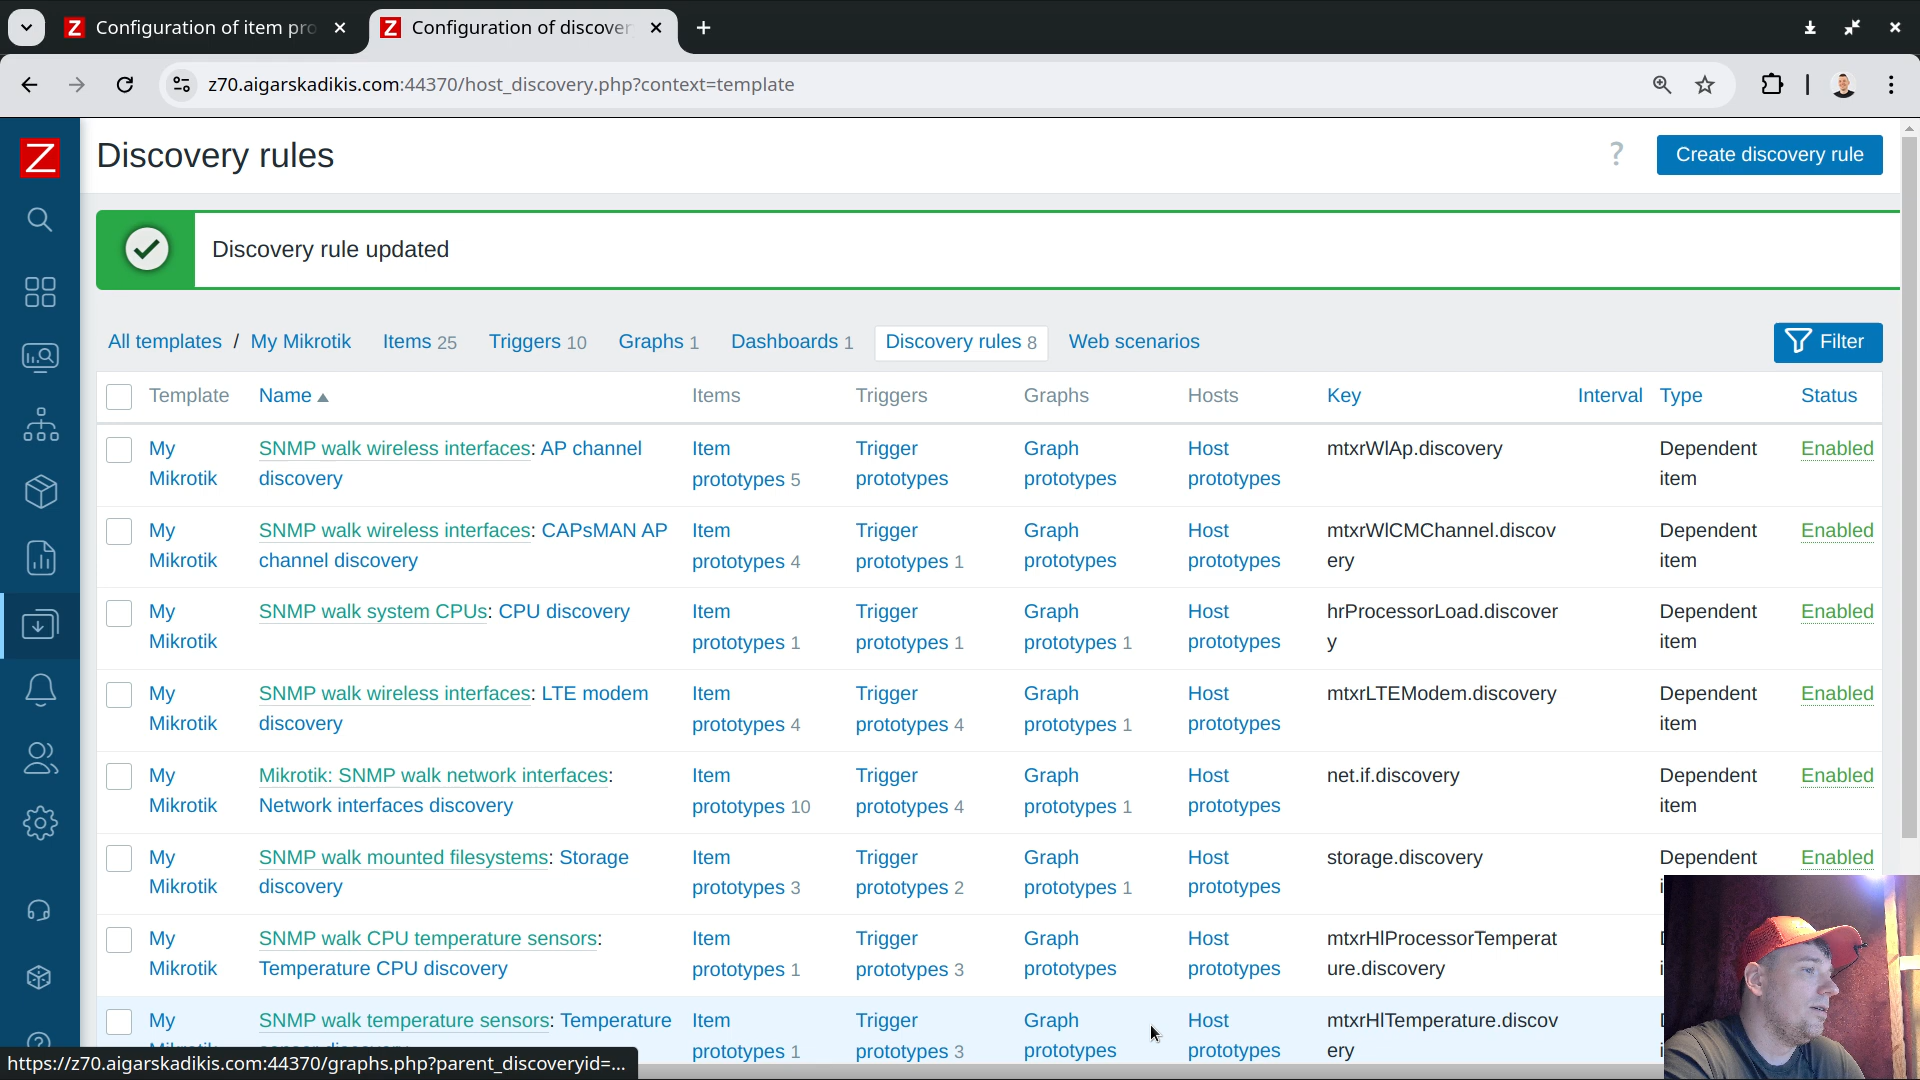 Configuration of item pro
Configuration of discover
z70.aigarskadikis.com:44370/host_discovery.php?context=template
Z
Discovery rules
?
Create discovery rule
Discovery rule updated
All templates / My Mikrotik Items 25 Triggers 10 Graphs 1 Dashboards 1 Discovery rules 8 Web scenarios
Filter
Template Name Items Triggers Graphs Hosts Key Interval Type Status
My SNMP walk wireless interfaces: AP channel Item Trigger Graph Host mtxrWlAp.discovery Dependent Enabled
Mikrotik discovery prototypes 5 prototypes prototypes prototypes item
My SNMP walk wireless interfaces: CAPsMAN AP Item Trigger Graph Host mtxrWlCMChannel.discov Dependent Enabled
Mikrotik channel discovery prototypes 4 prototypes 1 prototypes prototypes ery item
My SNMP walk system CPUs: CPU discovery Item Trigger Graph Host hrProcessorLoad.discover Dependent Enabled
Mikrotik prototypes 1 prototypes 1 prototypes 1 prototypes y item
My SNMP walk wireless interfaces: LTE modem Item Trigger Graph Host mtxrLTEModem.discovery Dependent Enabled
Mikrotik discovery prototypes 4 prototypes 4 prototypes 1 prototypes item
My Mikrotik: SNMP walk network interfaces: Item Trigger Graph Host net.if.discovery Dependent Enabled
Mikrotik Network interfaces discovery prototypes 10 prototypes 4 prototypes 1 prototypes item
My SNMP walk mounted filesystems: Storage Item Trigger Graph Host storage.discovery Dependent Enabled
Mikrotik discovery prototypes 3 prototypes 2 prototypes 1 prototypes
My SNMP walk CPU temperature sensors: Item Trigger Graph Host mtxrHlProcessorTemperat
Mikrotik Temperature CPU discovery prototypes 1 prototypes 3 prototypes prototypes ure.discovery
My SNMP walk temperature sensors: Temperature Item Trigger Graph Host mtxrHlTemperature.discov
prototypes 1 prototypes 3 prototypes prototypes ery
https://z70.aigarskadikis.com:44370/graphs.php?parent_discoveryid=...